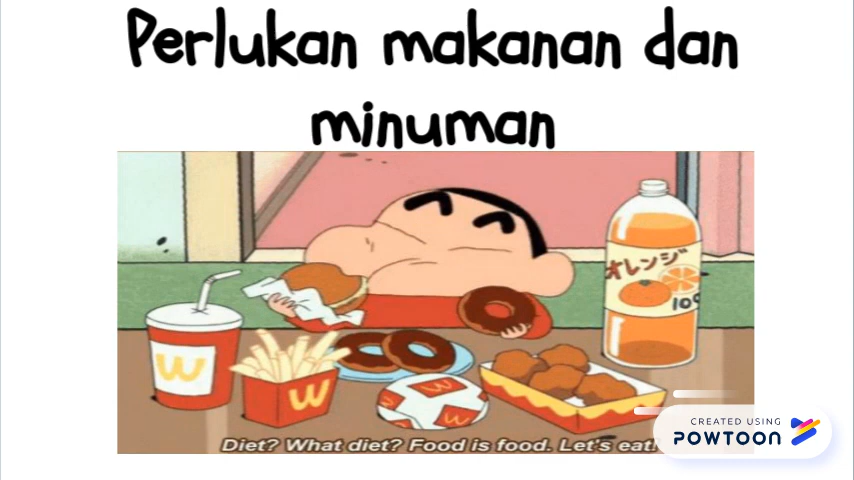 Perlukan makanan dan
minuman
オレンジ
100
W
W
W
Diet? What diet? Food is food. Let's eat!
CREATED USING
POWTOON